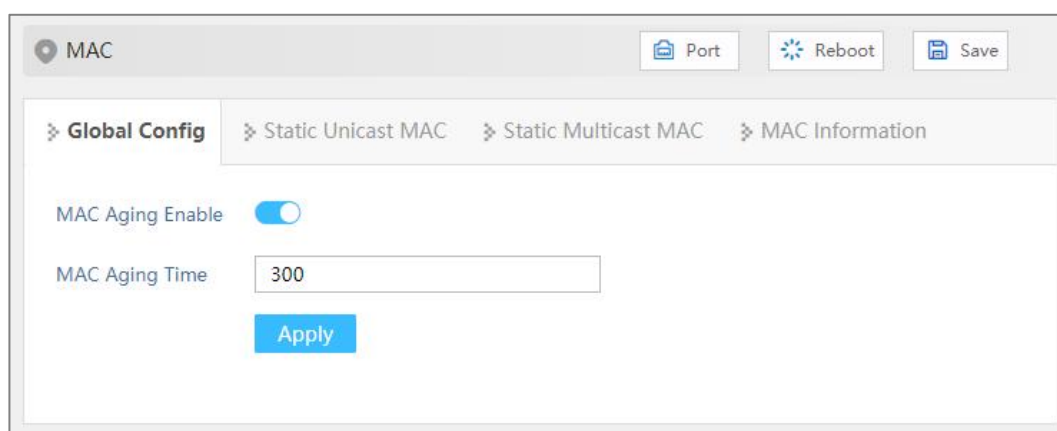 MAC Port Reboot Save
Global Config Static Unicast MAC Static Multicast MAC MAC Information
MAC Aging Enable
MAC Aging Time 300
Apply